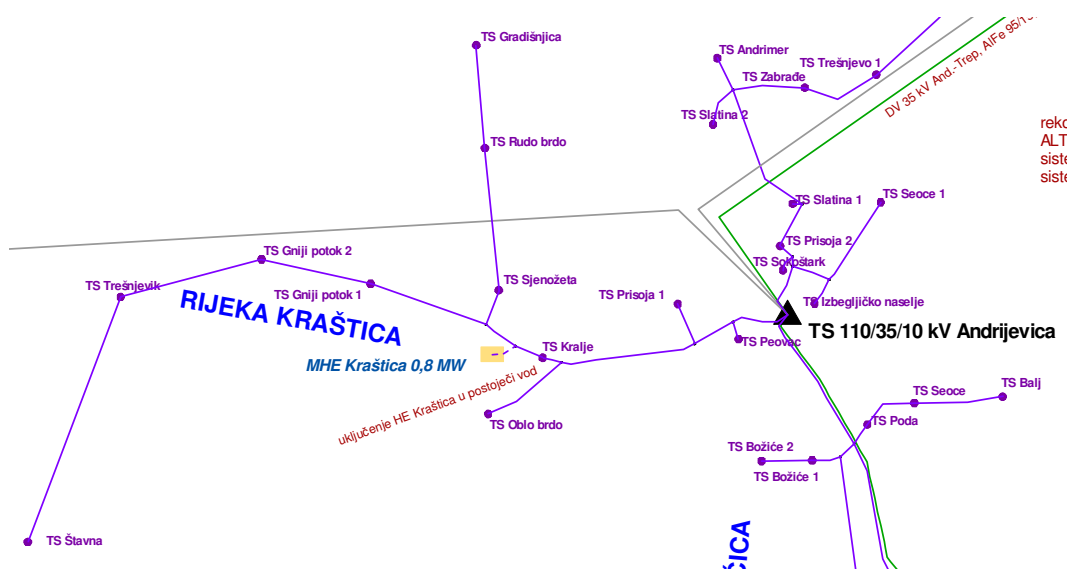 TS Gradišnjica
TS Andrimer
TS Trešnjevo 1
TS Zabrađe
DV 35 kV And.-Trep, AlFe 95/15
TS Slatina 2
reko
ALT
siste
siste
TS Rudo brdo
TS Slatina 1
TS Seoce 1
TS Prisoja 2
TS Gniji potok 2
TS Sokoštark
TS Trešnjevik
TS Gniji potok 1
TS Sjenožeta
TS Prisoja 1
TS Izbegljičko naselje
RIJEKA KRAŠTICA
TS 110/35/10 kV Andrijevica
TS Kralje
TS Peovac
MHE Kraštica 0,8 MW
uključenje HE Kraštica u postojeći vod
TS Seoce
TS Balj
TS Oblo brdo
TS Poda
TS Božiće 2
TS Božiće 1
TS Štavna
ČICA